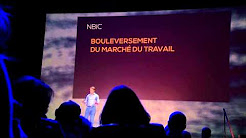 NBIC
BOULEVERSEMENT
DU MARCHÉ DU TRAVAIL